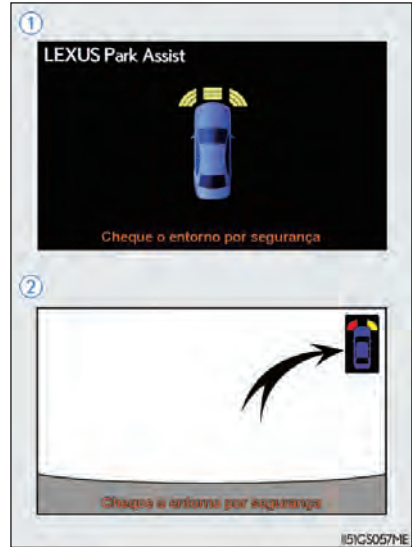 1
LEXUS Park Assist
Cheque o entorno por segurança
2
Cheque o entorno por segurança
II51GS057ME